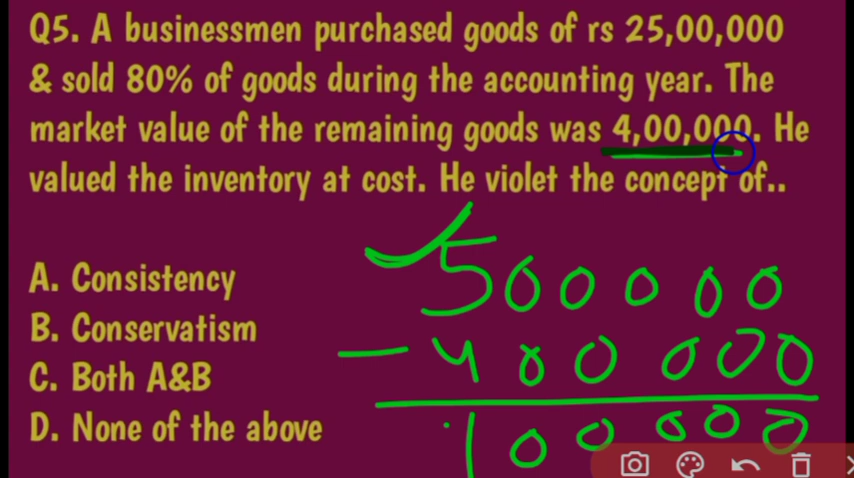 Q5. A businessmen purchased goods of rs 25,00,000
& sold 80% of goods during the accounting year. The
market value of the remaining goods was 4,00,000. He
valued the inventory at cost. He violet the concept of..
A. Consistency
B. Conservatism
C. Both A&B
D. None of the above
500000
- 400000
100000